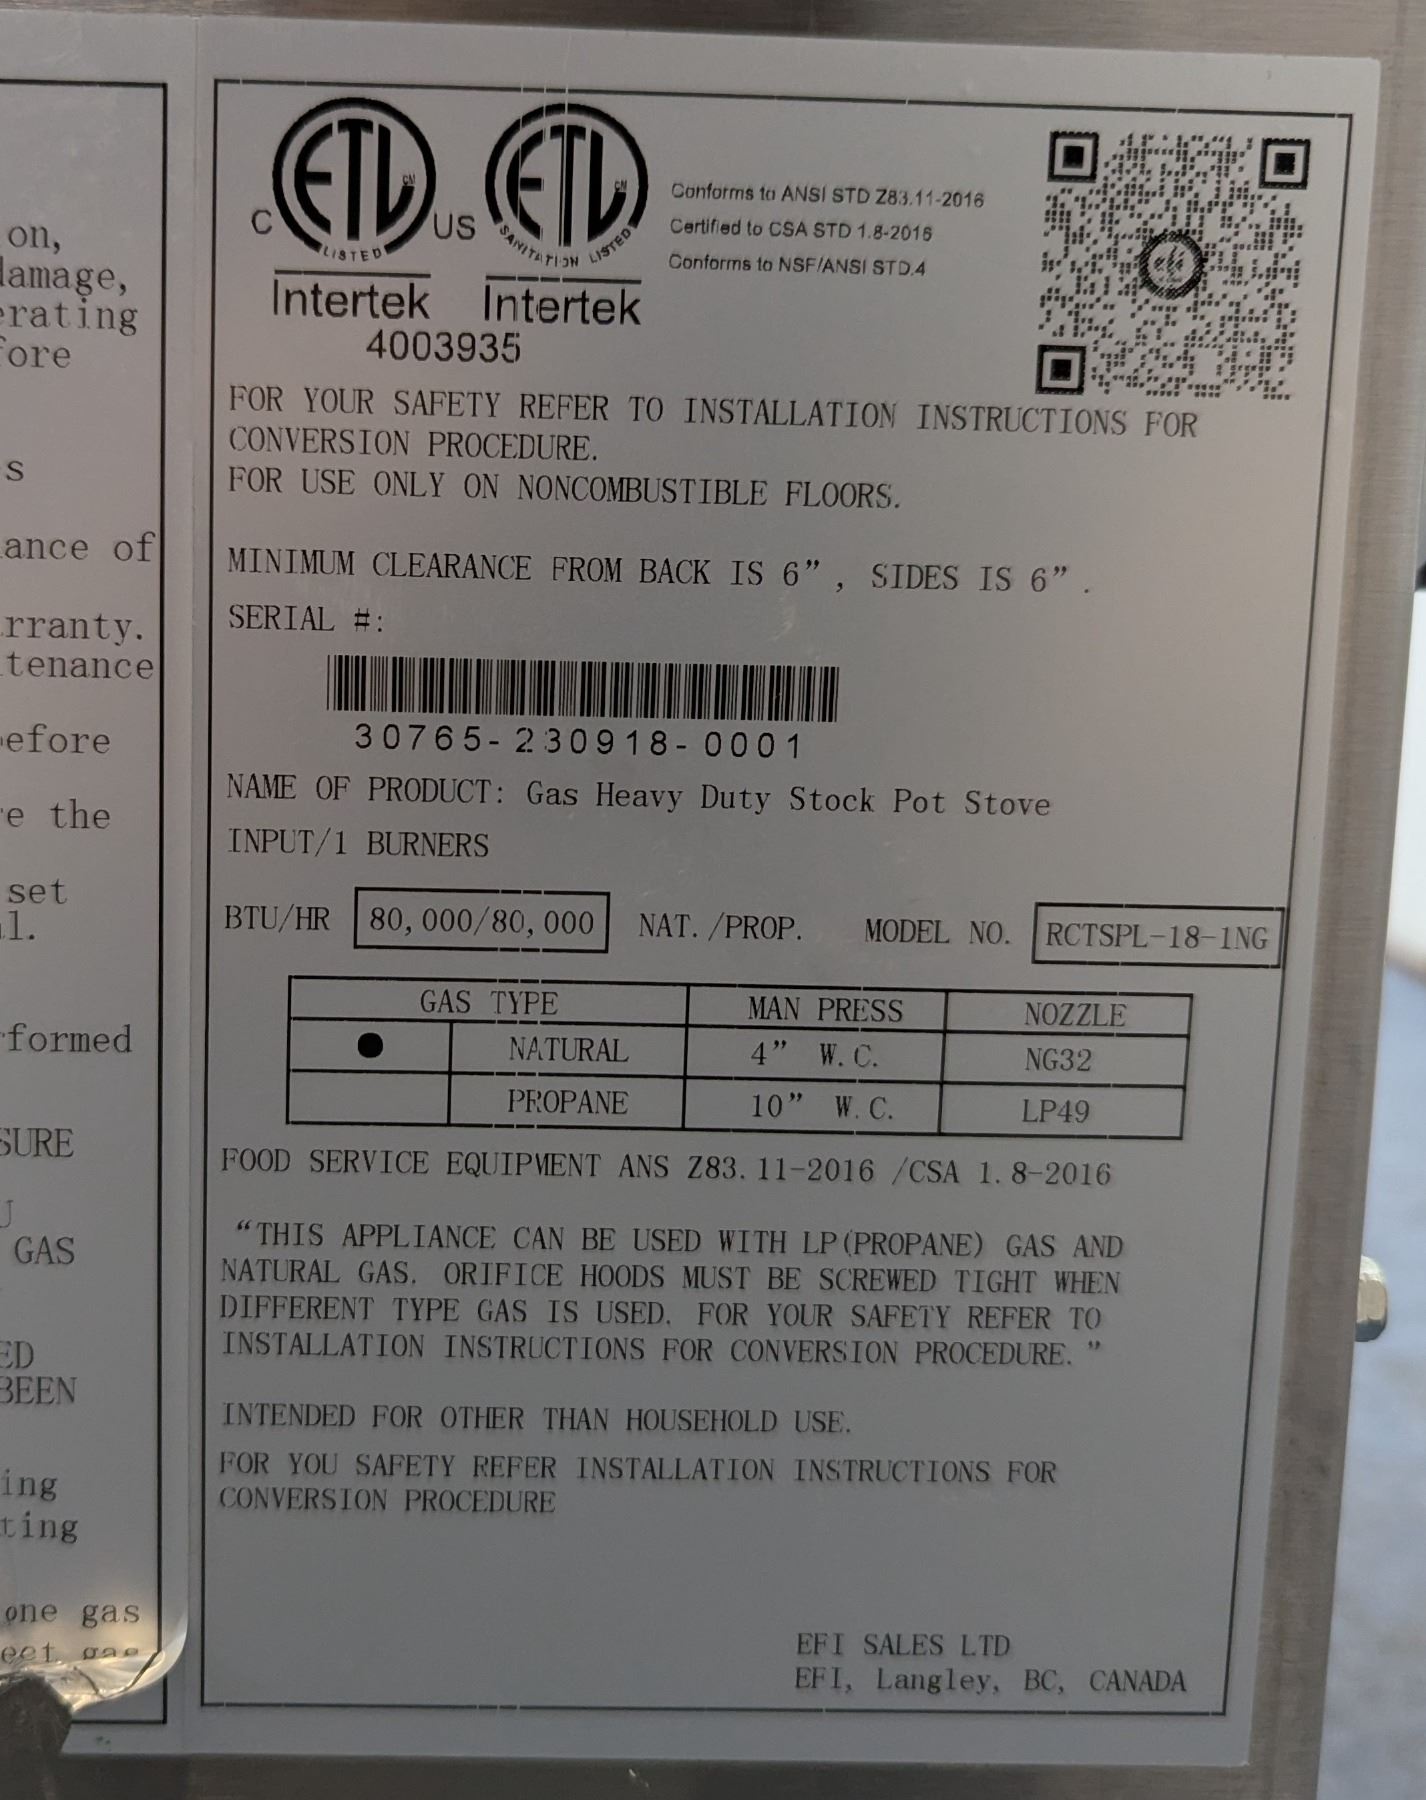 on,
damage,
erating
fore
s
ance of
rranty.
tenance
efore
e the
set
l.
formed
SURE
U
GAS
ED
BEEN
ing
ting
one gas
eet gas
ETL CM
C US
LISTED
Intertek
ETL CM
SANITATION LISTED
Intertek
4003935
Conforms to ANSI STD Z83.11-2016
Certified to CSA STD 1.8-2016
Conforms to NSF/ANSI STD.4
efi
FOR YOUR SAFETY REFER TO INSTALLATION INSTRUCTIONS FOR
CONVERSION PROCEDURE.
FOR USE ONLY ON NONCOMBUSTIBLE FLOORS.
MINIMUM CLEARANCE FROM BACK IS 6”, SIDES IS 6”.
SERIAL #:
30765-230918-0001
NAME OF PRODUCT: Gas Heavy Duty Stock Pot Stove
INPUT/1 BURNERS
BTU/HR 80,000/80,000 NAT./PROP. MODEL NO. RCTSPL-18-1NG
GAS TYPE MAN PRESS NOZZLE
● NATURAL 4” W.C. NG32
PROPANE 10” W.C. LP49
FOOD SERVICE EQUIPMENT ANS Z83.11-2016 /CSA 1.8-2016
“THIS APPLIANCE CAN BE USED WITH LP(PROPANE) GAS AND
NATURAL GAS. ORIFICE HOODS MUST BE SCREWED TIGHT WHEN
DIFFERENT TYPE GAS IS USED. FOR YOUR SAFETY REFER TO
INSTALLATION INSTRUCTIONS FOR CONVERSION PROCEDURE.”
INTENDED FOR OTHER THAN HOUSEHOLD USE.
FOR YOU SAFETY REFER INSTALLATION INSTRUCTIONS FOR
CONVERSION PROCEDURE
EFI SALES LTD
EFI, Langley, BC, CANADA